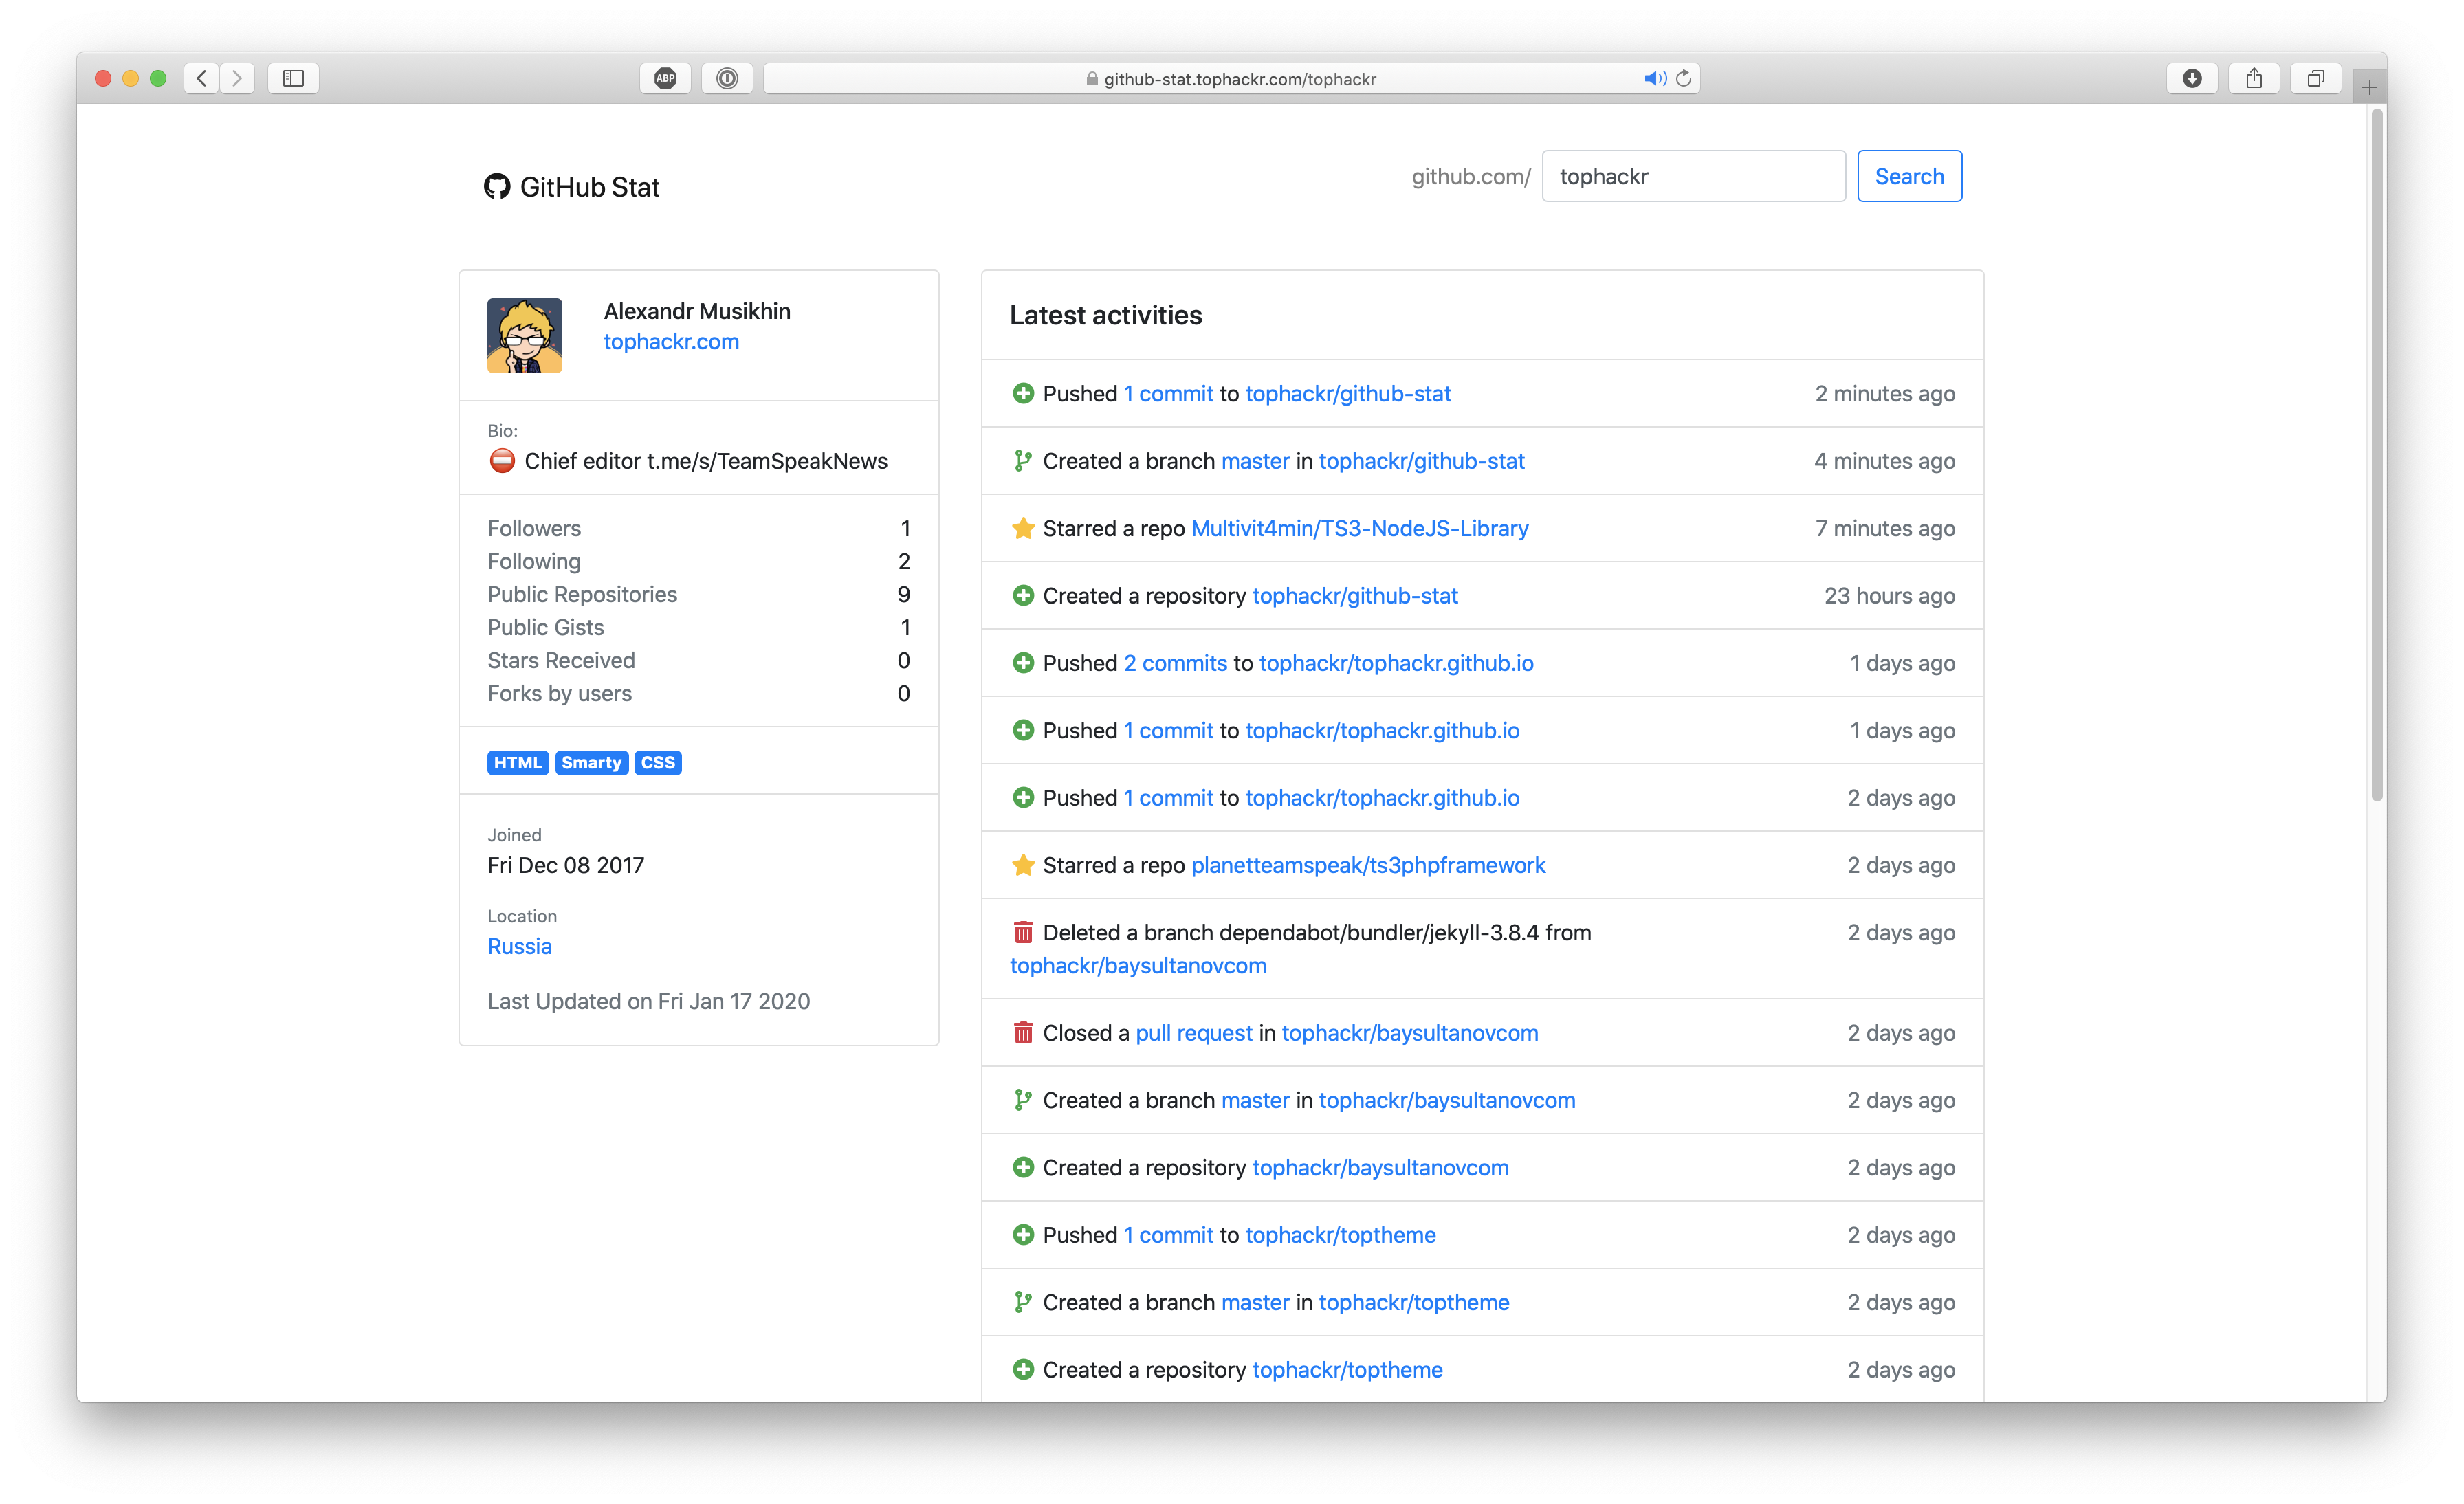 ABP
github-stat.tophackr.com/tophackr
GitHub Stat
github.com/ tophackr Search
Alexandr Musikhin
tophackr.com
Bio:
⛔ Chief editor t.me/s/TeamSpeakNews
Followers 1
Following 2
Public Repositories 9
Public Gists 1
Stars Received 0
Forks by users 0
HTML Smarty CSS
Joined
Fri Dec 08 2017
Location
Russia
Last Updated on Fri Jan 17 2020
Latest activities
Pushed 1 commit to tophackr/github-stat 2 minutes ago
Created a branch master in tophackr/github-stat 4 minutes ago
Starred a repo Multivit4min/TS3-NodeJS-Library 7 minutes ago
Created a repository tophackr/github-stat 23 hours ago
Pushed 2 commits to tophackr/tophackr.github.io 1 days ago
Pushed 1 commit to tophackr/tophackr.github.io 1 days ago
Pushed 1 commit to tophackr/tophackr.github.io 2 days ago
Starred a repo planetteamspeak/ts3phpframework 2 days ago
Deleted a branch dependabot/bundler/jekyll-3.8.4 from 2 days ago
tophackr/baysultanovcom
Closed a pull request in tophackr/baysultanovcom 2 days ago
Created a branch master in tophackr/baysultanovcom 2 days ago
Created a repository tophackr/baysultanovcom 2 days ago
Pushed 1 commit to tophackr/toptheme 2 days ago
Created a branch master in tophackr/toptheme 2 days ago
Created a repository tophackr/toptheme 2 days ago